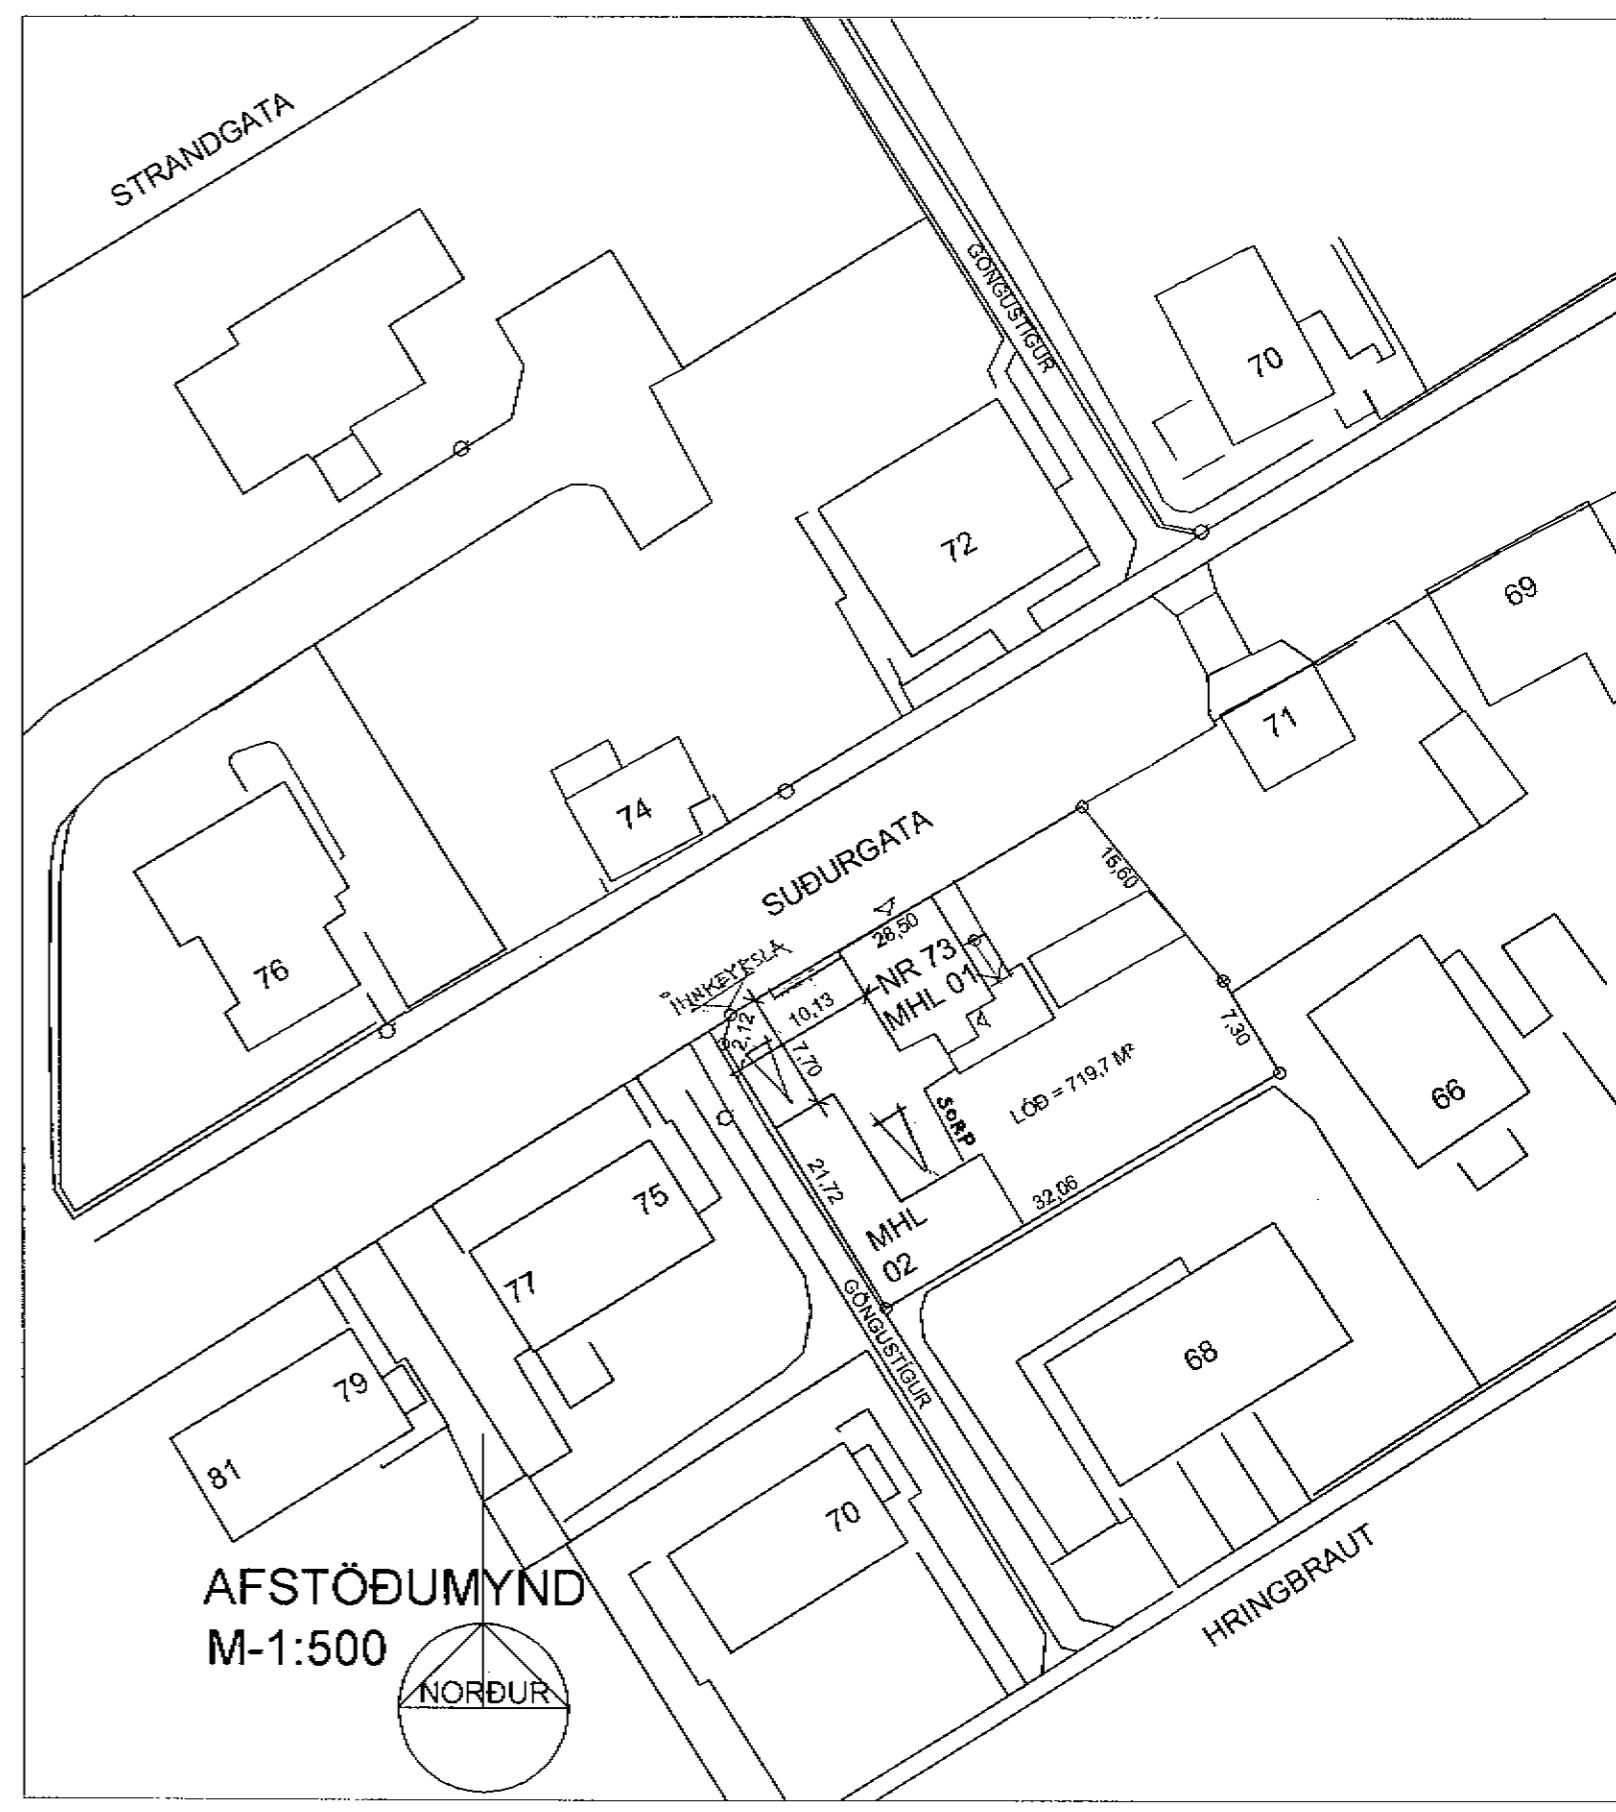 STRANDGATA
GÖNGUSTÍGUR
70
72
69
71
74
SUÐURGATA
15,60
76
INNKEYRSLA
28,50
NR 73
MHL 01
10,13
2,12
7,70
7,30
LÓÐ = 719,7 M²
SORP
66
21,72
32,06
75
77
MHL
02
GÖNGUSTÍGUR
68
79
81
70
HRINGBRAUT
AFSTÖÐUMYND
M-1:500
NORÐUR